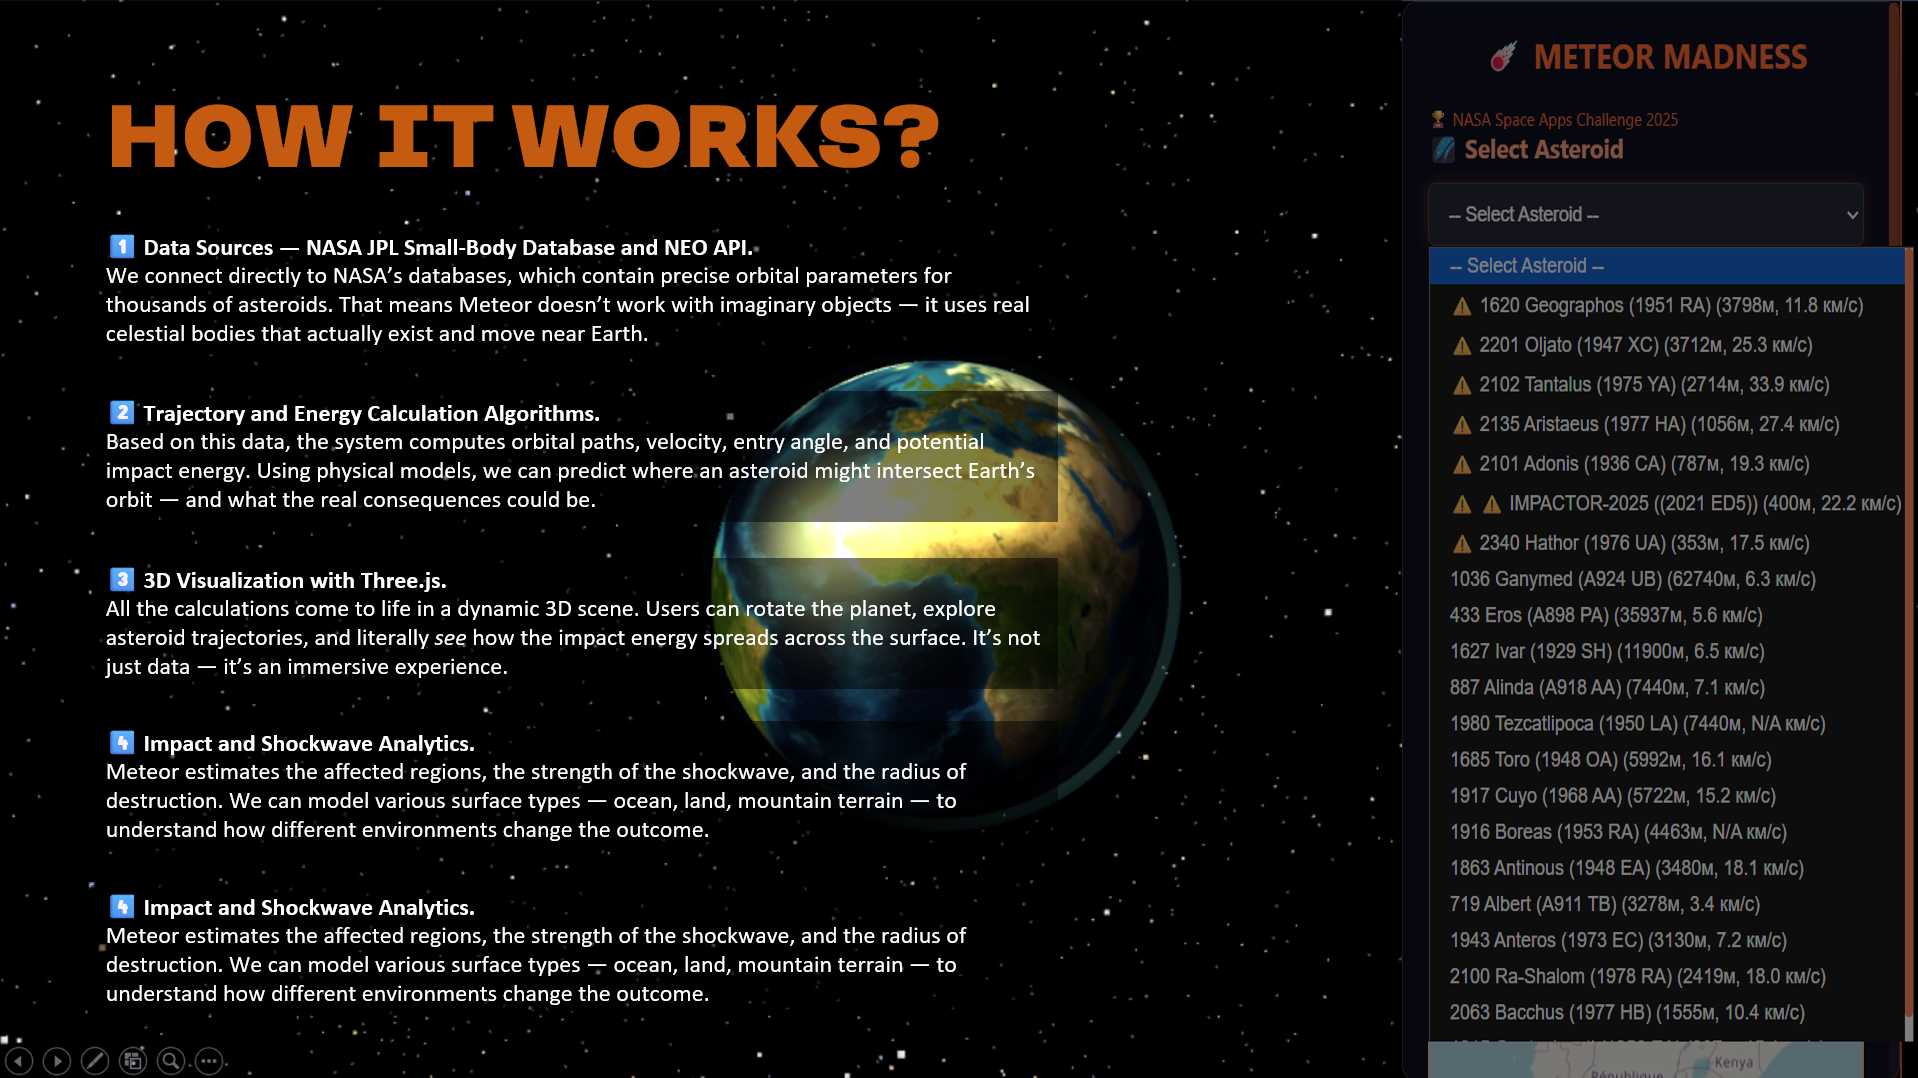 HOW IT WORKS?
1 Data Sources — NASA JPL Small-Body Database and NEO API.
We connect directly to NASA’s databases, which contain precise orbital parameters for
thousands of asteroids. That means Meteor doesn’t work with imaginary objects — it uses real
celestial bodies that actually exist and move near Earth.
2 Trajectory and Energy Calculation Algorithms.
Based on this data, the system computes orbital paths, velocity, entry angle, and potential
impact energy. Using physical models, we can predict where an asteroid might intersect Earth’s
orbit — and what the real consequences could be.
3 3D Visualization with Three.js.
All the calculations come to life in a dynamic 3D scene. Users can rotate the planet, explore
asteroid trajectories, and literally see how the impact energy spreads across the surface. It’s not
just data — it’s an immersive experience.
4 Impact and Shockwave Analytics.
Meteor estimates the affected regions, the strength of the shockwave, and the radius of
destruction. We can model various surface types — ocean, land, mountain terrain — to
understand how different environments change the outcome.
4 Impact and Shockwave Analytics.
Meteor estimates the affected regions, the strength of the shockwave, and the radius of
destruction. We can model various surface types — ocean, land, mountain terrain — to
understand how different environments change the outcome.
METEOR MADNESS
NASA Space Apps Challenge 2025
Select Asteroid
-- Select Asteroid --
-- Select Asteroid --
1620 Geographos (1951 RA) (3798м, 11.8 км/с)
2201 Oljato (1947 XC) (3712м, 25.3 км/с)
2102 Tantalus (1975 YA) (2714м, 33.9 км/с)
2135 Aristaeus (1977 HA) (1056м, 27.4 км/с)
2101 Adonis (1936 CA) (787м, 19.3 км/с)
IMPACTOR-2025 ((2021 ED5)) (400м, 22.2 км/с)
2340 Hathor (1976 UA) (353м, 17.5 км/с)
1036 Ganymed (A924 UB) (62740м, 6.3 км/с)
433 Eros (A898 PA) (35937м, 5.6 км/с)
1627 Ivar (1929 SH) (11900м, 6.5 км/с)
887 Alinda (A918 AA) (7440м, 7.1 км/с)
1980 Tezcatlipoca (1950 LA) (7440м, N/A км/с)
1685 Toro (1948 OA) (5992м, 16.1 км/с)
1917 Cuyo (1968 AA) (5722м, 15.2 км/с)
1916 Boreas (1953 RA) (4463м, N/A км/с)
1863 Antinous (1948 EA) (3480м, 18.1 км/с)
719 Albert (A911 TB) (3278м, 3.4 км/с)
1943 Anteros (1973 EC) (3130м, 7.2 км/с)
2100 Ra-Shalom (1978 RA) (2419м, 18.0 км/с)
2063 Bacchus (1977 HB) (1555м, 10.4 км/с)
Kenya
République